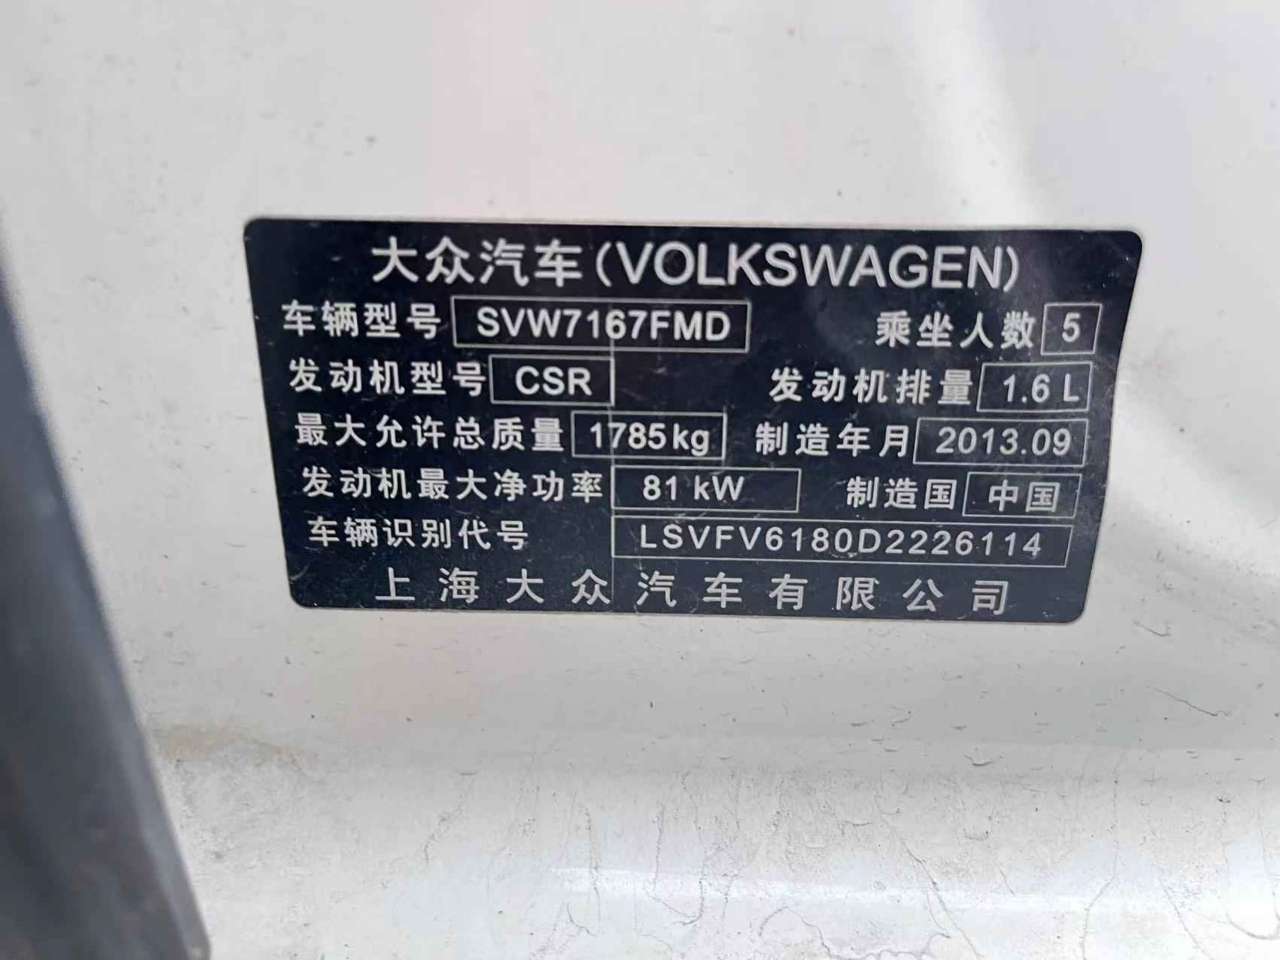 大众汽车(VOLKSWAGEN)
车辆型号 SVW7167FMD 乘坐人数 5
发动机型号 CSR 发动机排量 1.6 L
最大允许总质量 1785kg 制造年月 2013.09
发动机最大净功率 81 kW 制造国 中国
车辆识别代号 LSVFV6180D2226114
上海大众汽车有限公司